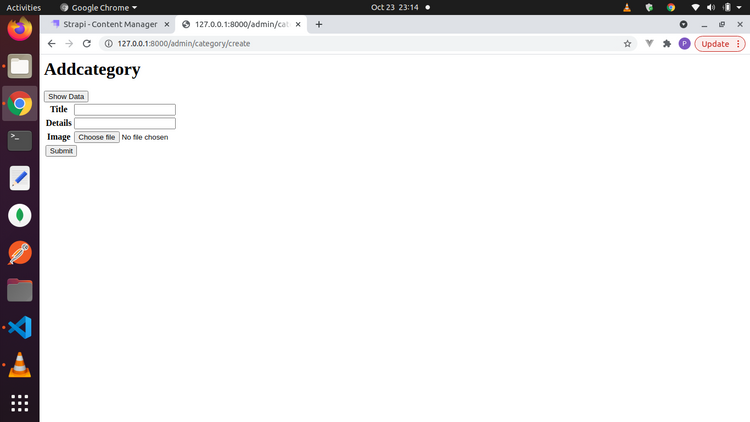 Activities Google Chrome Oct 23 23:14
Strapi - Content Manager 127.0.0.1:8000/admin/cat
127.0.0.1:8000/admin/category/create P Update
Addcategory
Show Data
Title
Details
Image Choose file No file chosen
Submit